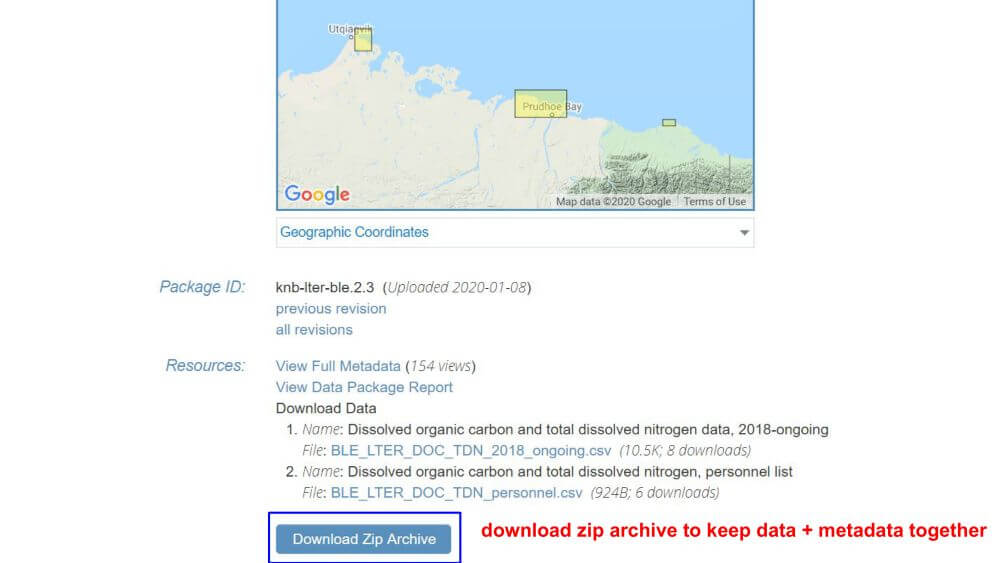 Utqiagvik
Prudhoe Bay
Google
Map data ©2020 Google Terms of Use
Geographic Coordinates
Package ID: knb-lter-ble.2.3 (Uploaded 2020-01-08)
previous revision
all revisions
Resources: View Full Metadata (154 views)
View Data Package Report
Download Data
1. Name: Dissolved organic carbon and total dissolved nitrogen data, 2018-ongoing
File: BLE_LTER_DOC_TDN_2018_ongoing.csv (10.5K; 8 downloads)
2. Name: Dissolved organic carbon and total dissolved nitrogen, personnel list
File: BLE_LTER_DOC_TDN_personnel.csv (924B; 6 downloads)
Download Zip Archive download zip archive to keep data + metadata together